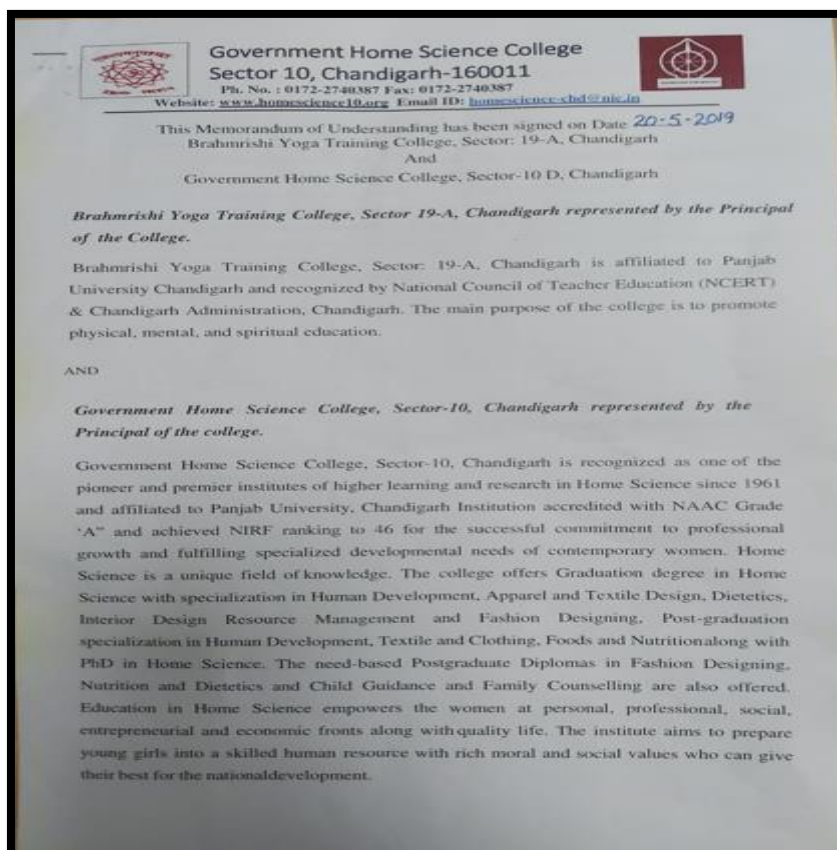 Government Home Science College
Sector 10, Chandigarh-160011
Ph. No. : 0172-2740387 Fax: 0172-2740387
Website: www.homescience10.org Email ID: homescience-chd@nic.in
This Memorandum of Understanding has been signed on Date 20-5-2019
Brahmrishi Yoga Training College, Sector: 19-A, Chandigarh
And
Government Home Science College, Sector-10 D, Chandigarh
Brahmrishi Yoga Training College, Sector 19-A, Chandigarh represented by the Principal
of the College.
Brahmrishi Yoga Training College, Sector: 19-A, Chandigarh is affiliated to Panjab
University Chandigarh and recognized by National Council of Teacher Education (NCERT)
& Chandigarh Administration, Chandigarh. The main purpose of the college is to promote
physical, mental, and spiritual education.
AND
Government Home Science College, Sector-10, Chandigarh represented by the
Principal of the college.
Government Home Science College, Sector-10, Chandigarh is recognized as one of the
pioneer and premier institutes of higher learning and research in Home Science since 1961
and affiliated to Panjab University, Chandigarh Institution accredited with NAAC Grade
'A" and achieved NIRF ranking to 46 for the successful commitment to professional
growth and fulfilling specialized developmental needs of contemporary women. Home
Science is a unique field of knowledge. The college offers Graduation degree in Home
Science with specialization in Human Development, Apparel and Textile Design, Dietetics,
Interior Design Resource Management and Fashion Designing, Post-graduation
specialization in Human Development, Textile and Clothing, Foods and Nutritionalong with
PhD in Home Science. The need-based Postgraduate Diplomas in Fashion Designing,
Nutrition and Dietetics and Child Guidance and Family Counselling are also offered.
Education in Home Science empowers the women at personal, professional, social,
entrepreneurial and economic fronts along withquality life. The institute aims to prepare
young girls into a skilled human resource with rich moral and social values who can give
their best for the nationaldevelopment.